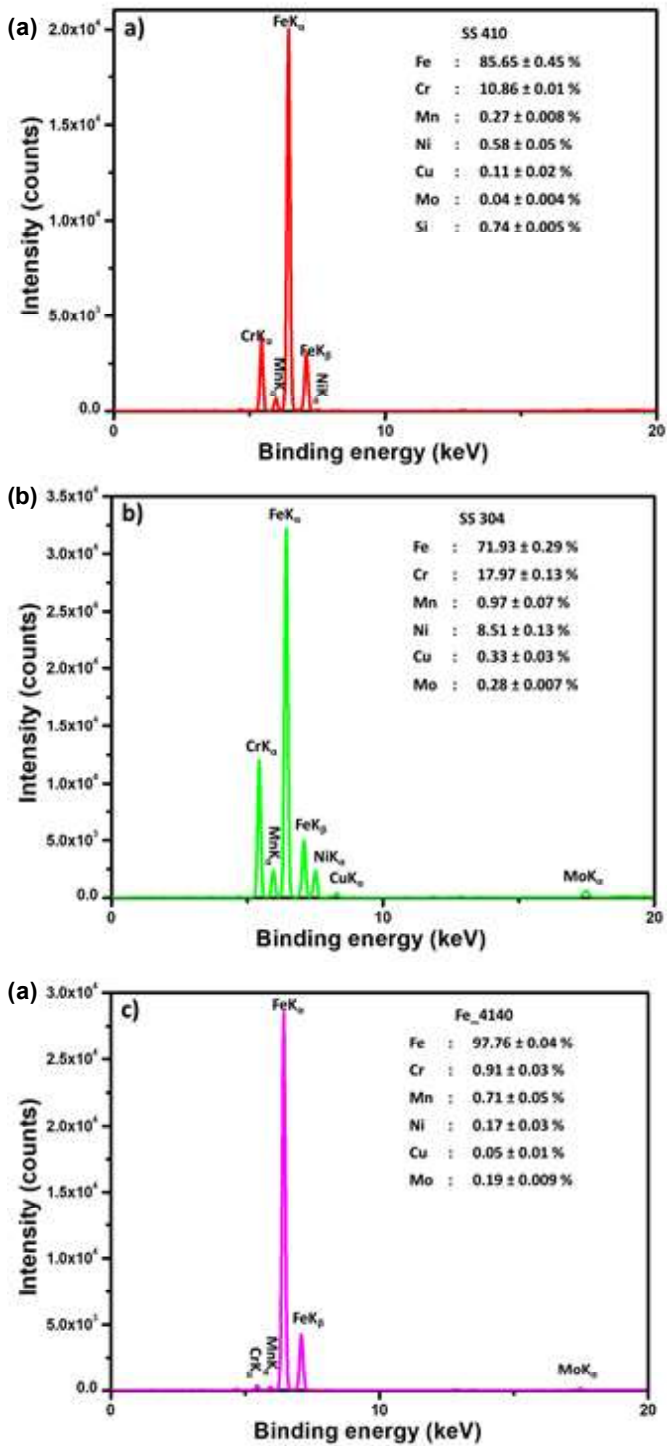 (a)
a)
SS 410
Fe : 85.65 ± 0.45 %
Cr : 10.86 ± 0.01 %
Mn : 0.27 ± 0.008 %
Ni : 0.58 ± 0.05 %
Cu : 0.11 ± 0.02 %
Mo : 0.04 ± 0.004 %
Si : 0.74 ± 0.005 %
FeKα
CrKα
MnKα
FeKβ
NiKα
Intensity (counts)
2.0x10⁴
1.5x10⁴
1.0x10⁴
5.0x10³
0.0
0 10 20
Binding energy (keV)
(b)
b)
SS 304
Fe : 71.93 ± 0.29 %
Cr : 17.97 ± 0.13 %
Mn : 0.97 ± 0.07 %
Ni : 8.51 ± 0.13 %
Cu : 0.33 ± 0.03 %
Mo : 0.28 ± 0.007 %
FeKα
CrKα
MnKα
FeKβ
NiKα
CuKα
MoKα
Intensity (counts)
3.5x10⁴
3.0x10⁴
2.5x10⁴
2.0x10⁴
1.5x10⁴
1.0x10⁴
5.0x10³
0.0
0 10 20
Binding energy (keV)
(a)
c)
Fe_4140
Fe : 97.76 ± 0.04 %
Cr : 0.91 ± 0.03 %
Mn : 0.71 ± 0.05 %
Ni : 0.17 ± 0.03 %
Cu : 0.05 ± 0.01 %
Mo : 0.19 ± 0.009 %
FeKα
CrKα
MnKα
FeKβ
MoKα
Intensity (counts)
3.0x10⁴
2.5x10⁴
2.0x10⁴
1.5x10⁴
1.0x10⁴
5.0x10³
0.0
0 10 20
Binding energy (keV)